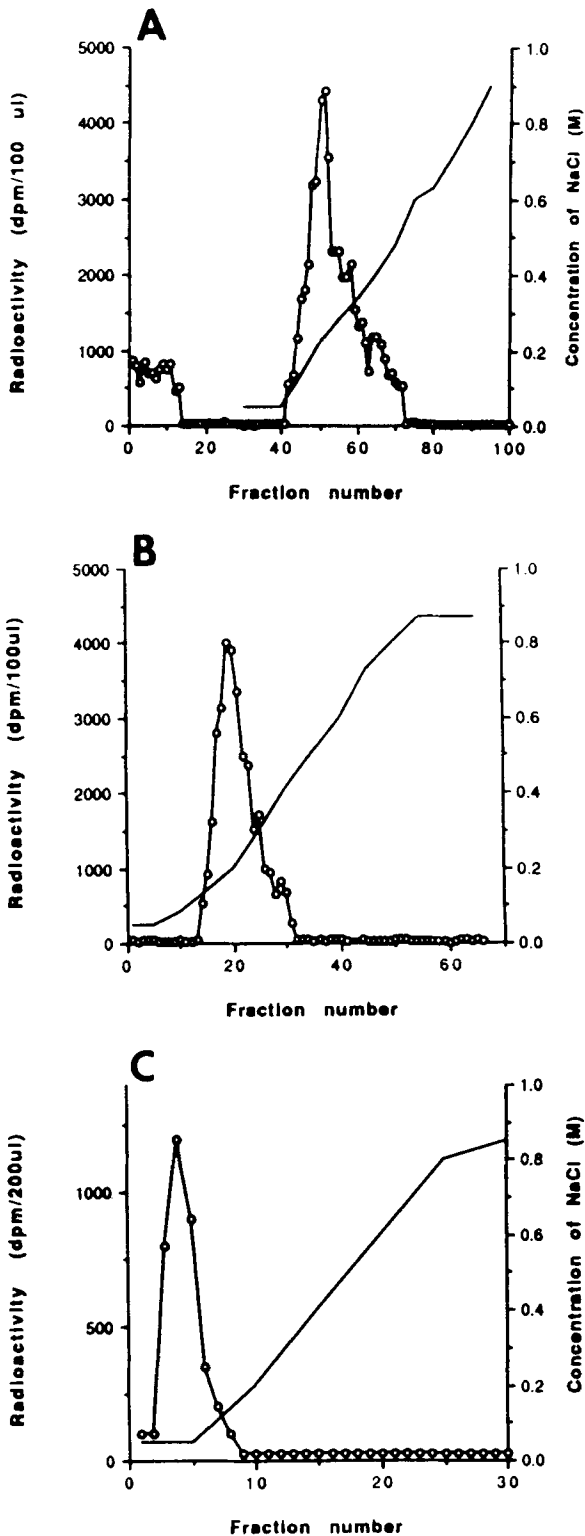 A
Radioactivity (dpm/100 ul)
5000
4000
3000
2000
1000
0
1.0
0.8
0.6
0.4
0.2
0.0
Concentration of NaCl (M)
0 20 40 60 80 100
Fraction number
B
Radioactivity (dpm/100ul)
5000
4000
3000
2000
1000
0
1.0
0.8
0.6
0.4
0.2
0.0
0 20 40 60
Fraction number
C
Radioactivity (dpm/200ul)
1000
500
0
1.0
0.8
0.6
0.4
0.2
0.0
Concentration of NaCl (M)
0 10 20 30
Fraction number